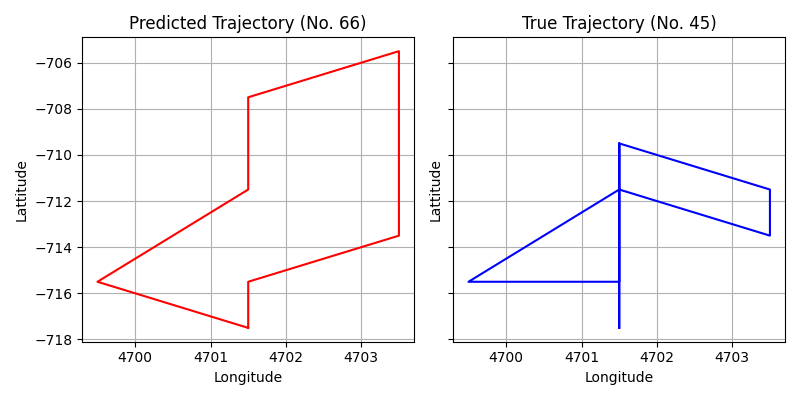 Predicted Trajectory (No. 66)
True Trajectory (No. 45)
−706
−708
−710
−712
−714
−716
−718
Lattitude
Lattitude
4700 4701 4702 4703
4700 4701 4702 4703
Longitude
Longitude